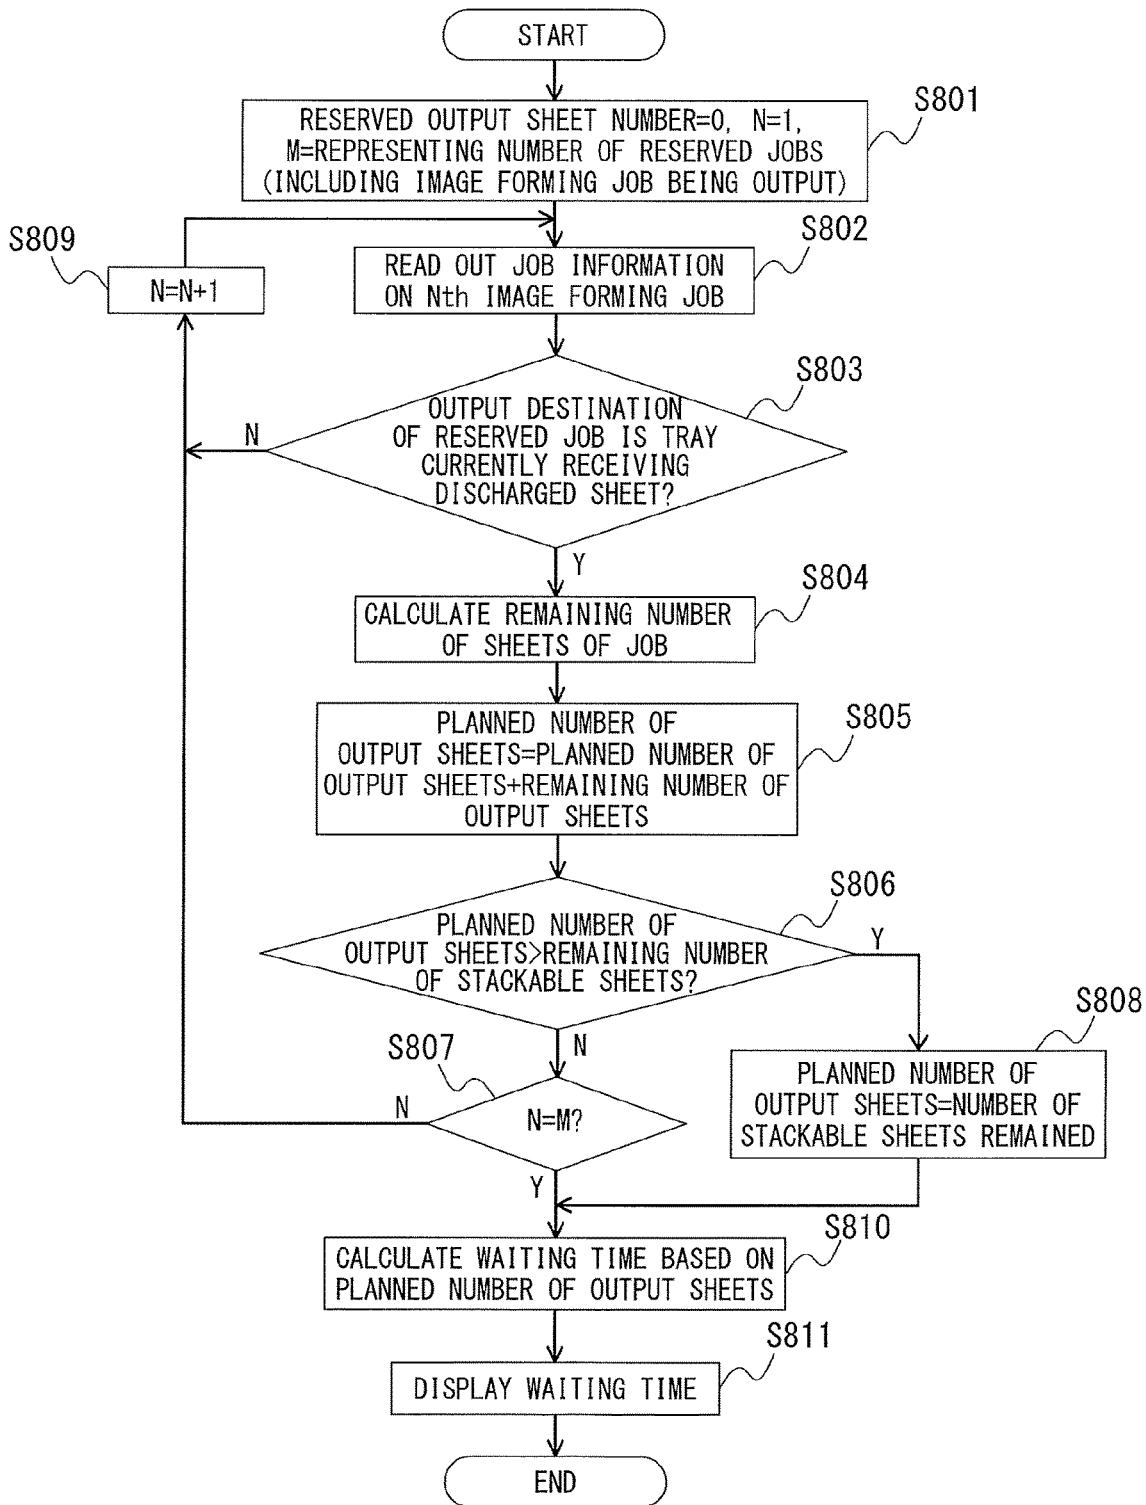 START
S801
RESERVED OUTPUT SHEET NUMBER=0, N=1,
M=REPRESENTING NUMBER OF RESERVED JOBS
(INCLUDING IMAGE FORMING JOB BEING OUTPUT)
S809
N=N+1
S802
READ OUT JOB INFORMATION
ON Nth IMAGE FORMING JOB
S803
OUTPUT DESTINATION
OF RESERVED JOB IS TRAY
CURRENTLY RECEIVING
DISCHARGED SHEET?
N
Y
S804
CALCULATE REMAINING NUMBER
OF SHEETS OF JOB
S805
PLANNED NUMBER OF
OUTPUT SHEETS=PLANNED NUMBER OF
OUTPUT SHEETS+REMAINING NUMBER OF
OUTPUT SHEETS
S806
PLANNED NUMBER OF
OUTPUT SHEETS>REMAINING NUMBER
OF STACKABLE SHEETS?
Y
N
S807
N=M?
N
Y
S808
PLANNED NUMBER OF
OUTPUT SHEETS=NUMBER OF
STACKABLE SHEETS REMAINED
S810
CALCULATE WAITING TIME BASED ON
PLANNED NUMBER OF OUTPUT SHEETS
S811
DISPLAY WAITING TIME
END